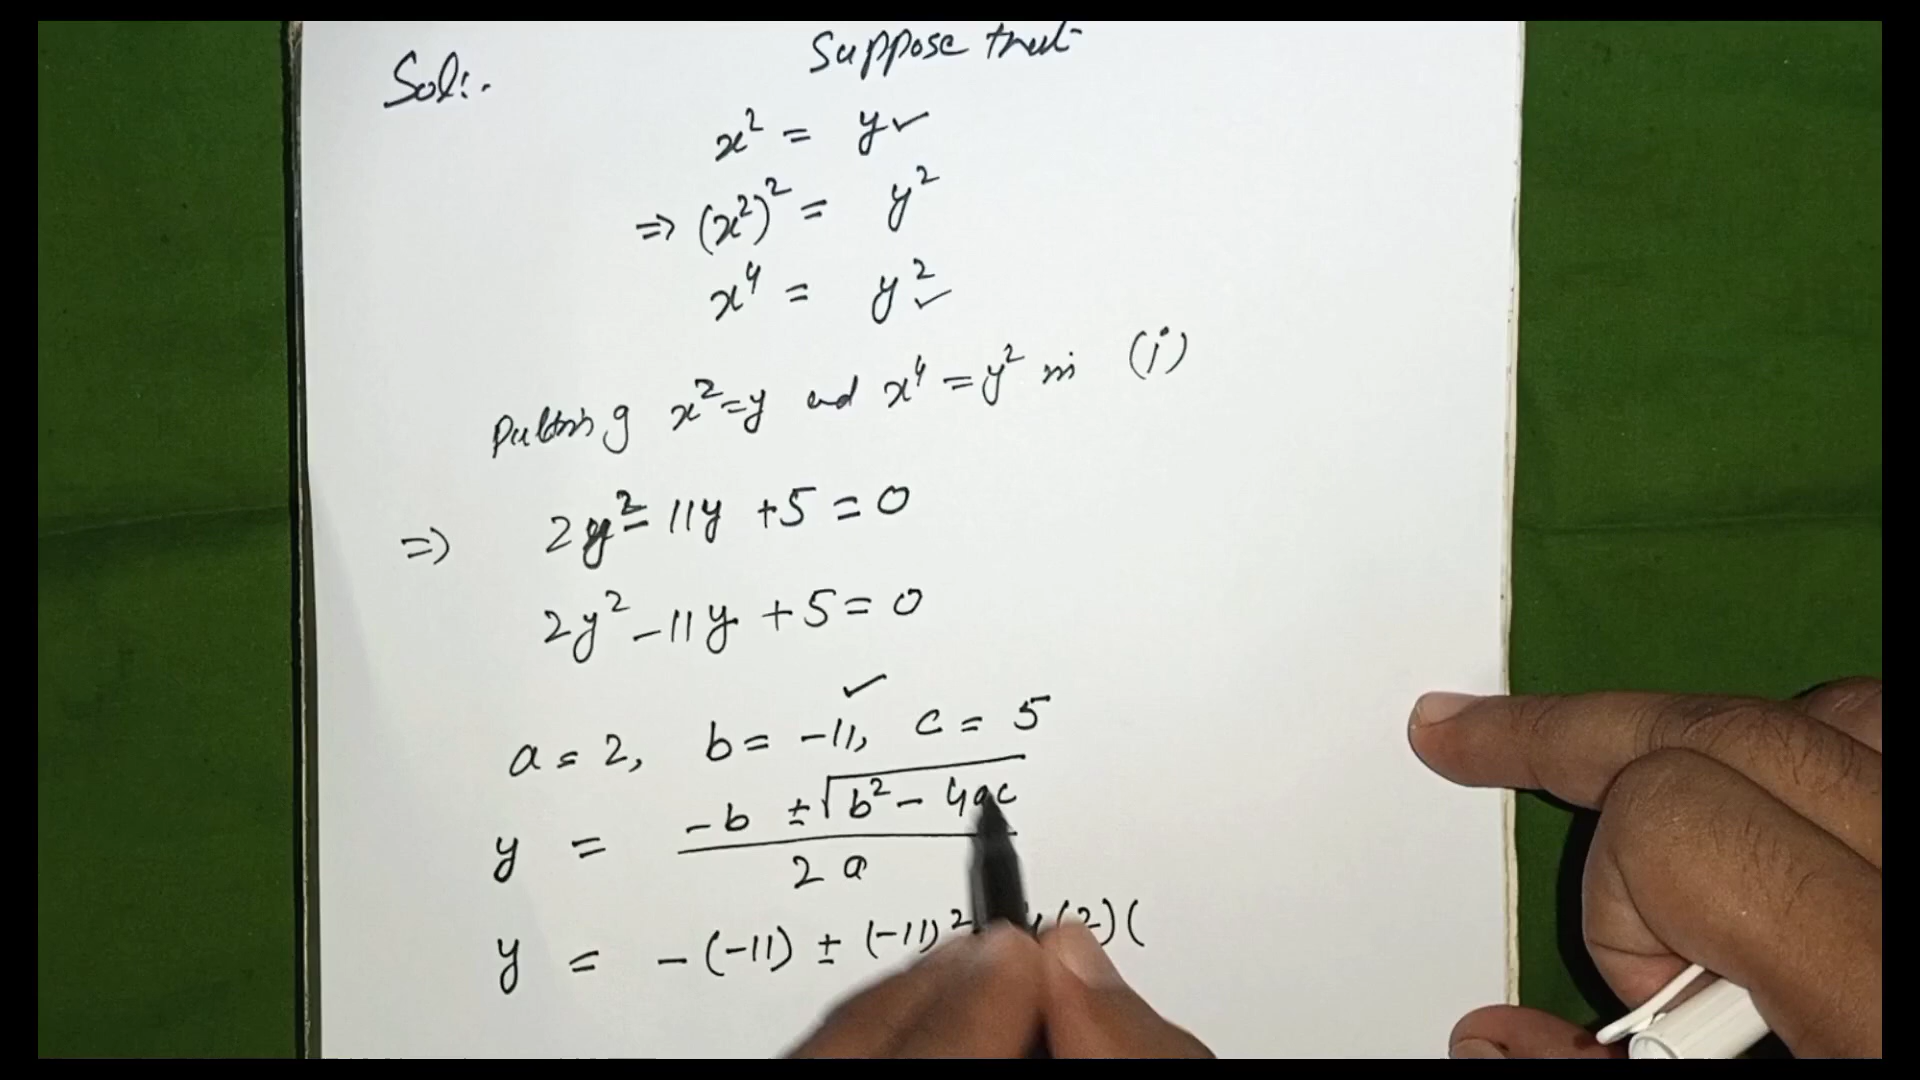 Sol:. Suppose that
x² = y ✓
=> (x²)² = y²
x⁴ = y² ✓
Putting x²=y and x⁴=y² in (i)
=> 2y² - 11y + 5 = 0
2y² - 11y + 5 = 0
✓
a = 2, b = -11, c = 5
y = (-b ± √(b² - 4ac)) / 2a
y = -(-11) ± (-11)² (2)(